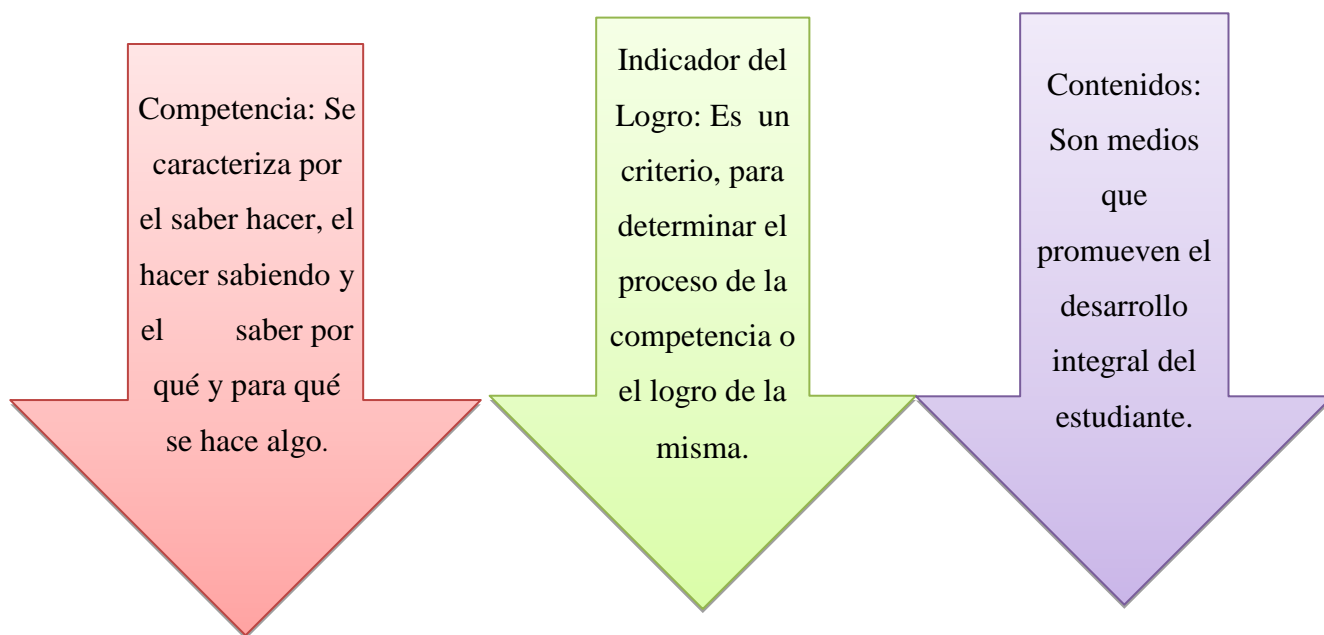 Competencia: Se
caracteriza por
el saber hacer, el
hacer sabiendo y
el saber por
qué y para qué
se hace algo.
Indicador del
Logro: Es un
criterio, para
determinar el
proceso de la
competencia o
el logro de la
misma.
Contenidos:
Son medios
que
promueven el
desarrollo
integral del
estudiante.